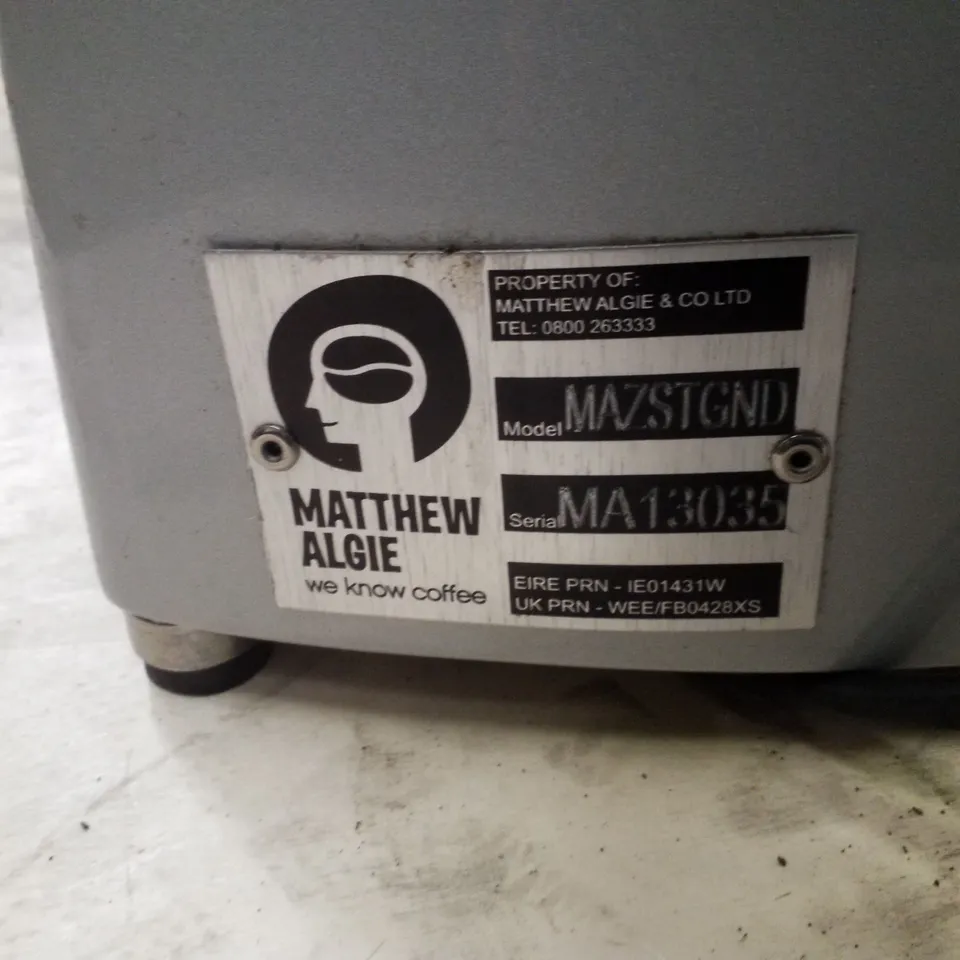 MATTHEW
ALGIE
we know coffee
PROPERTY OF:
MATTHEW ALGIE & CO LTD
TEL: 0800 263333
Model MAZSTGND
Serial MA13035
EIRE PRN - IE01431W
UK PRN - WEE/FB0428XS